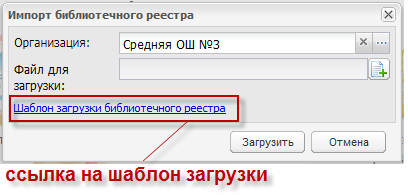 Импорт библиотечного реестра
Организация: Средняя ОШ №3
Файл для
загрузки:
Шаблон загрузки библиотечного реестра
Загрузить Отмена
ссылка на шаблон загрузки